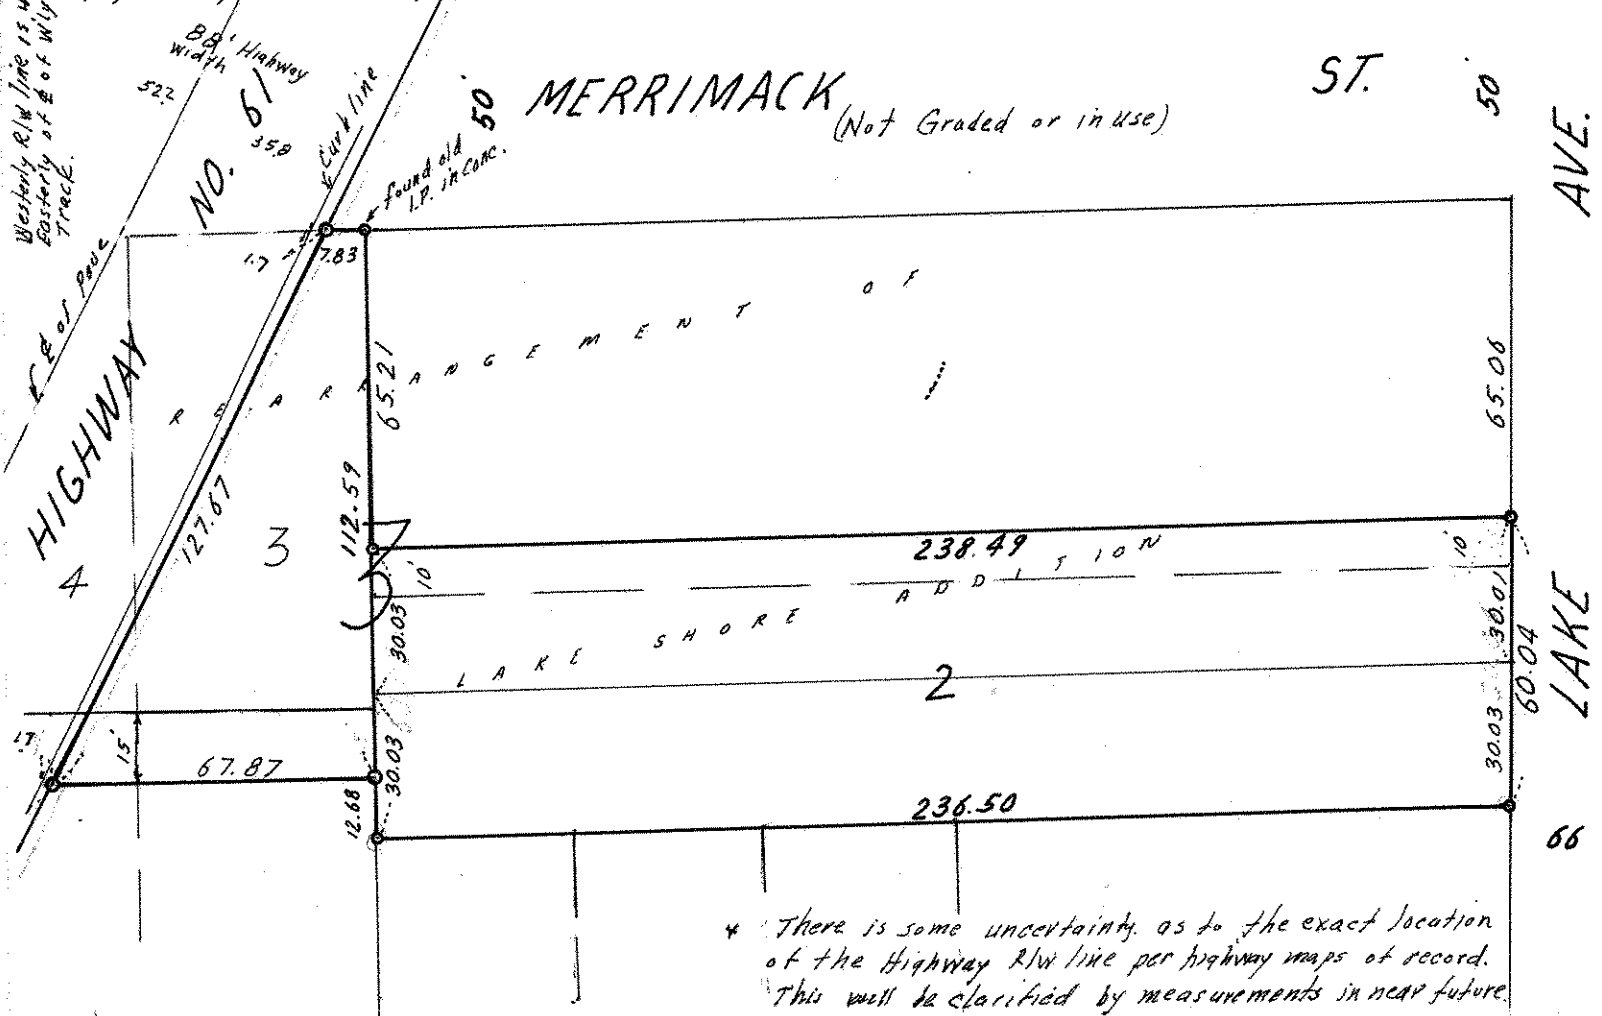 Westerly R/W line is
Easterly of ℄ of W'ly
Track.
88' Highway
width
522
NO. 61
35.8
Curb line
50'
found old
I.P. in Conc.
MERRIMACK ST.
(Not Graded or in use)
50'
LAKE AVE.
℄ of Pave
HIGHWAY
1.7
7.83
REARRANGEMENT OF
65.21
65.06
127.67
112.59
3
4
238.49
10'
10'
LAKE SHORE ADDITION
30.03
30.01
60.04
2
15'
67.87
30.03
30.03
12.68
236.50
66
* There is some uncertainty as to the exact location
of the Highway R/W line per highway maps of record.
This will be clarified by measurements in near future